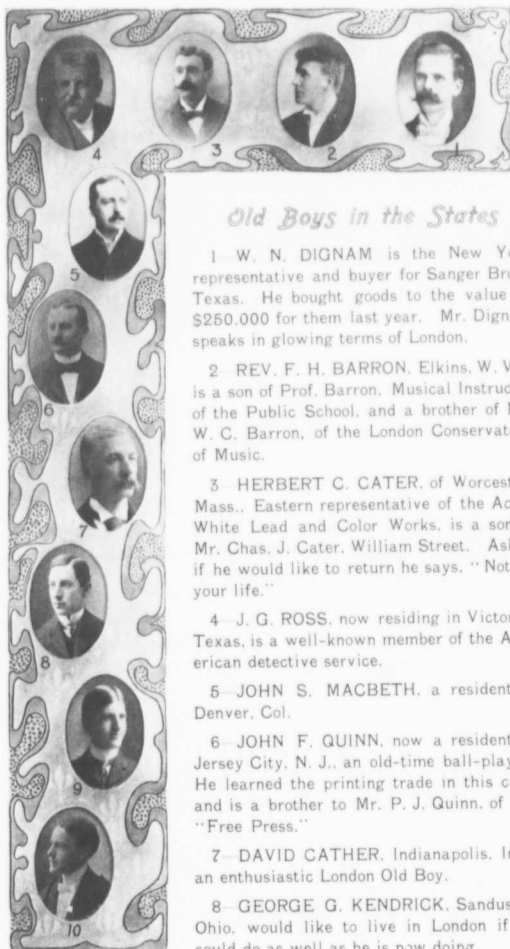 4 3 2 1
5
6
7
8
9
10
Old Boys in the States
1 W. N. DIGNAM is the New Yo
representative and buyer for Sanger Bro
Texas. He bought goods to the value
$250.000 for them last year. Mr. Dign
speaks in glowing terms of London.
2 REV. F. H. BARRON, Elkins, W. V
is a son of Prof. Barron, Musical Instruc
of the Public School, and a brother of M
W. C. Barron, of the London Conservat
of Music.
3 HERBERT C. CATER, of Worcest
Mass., Eastern representative of the Ac
White Lead and Color Works, is a son
Mr. Chas. J. Cater, William Street. Ask
if he would like to return he says, "Not
your life."
4 J. G. ROSS, now residing in Victor
Texas, is a well-known member of the A
erican detective service.
5 JOHN S. MACBETH, a resident
Denver, Col.
6 JOHN F. QUINN, now a resident
Jersey City, N. J., an old-time ball-play
He learned the printing trade in this c
and is a brother to Mr. P. J. Quinn, of
"Free Press."
7 DAVID CATHER, Indianapolis, In
an enthusiastic London Old Boy.
8 GEORGE G. KENDRICK, Sandus
Ohio, would like to live in London if
could do as well as he is now doing.